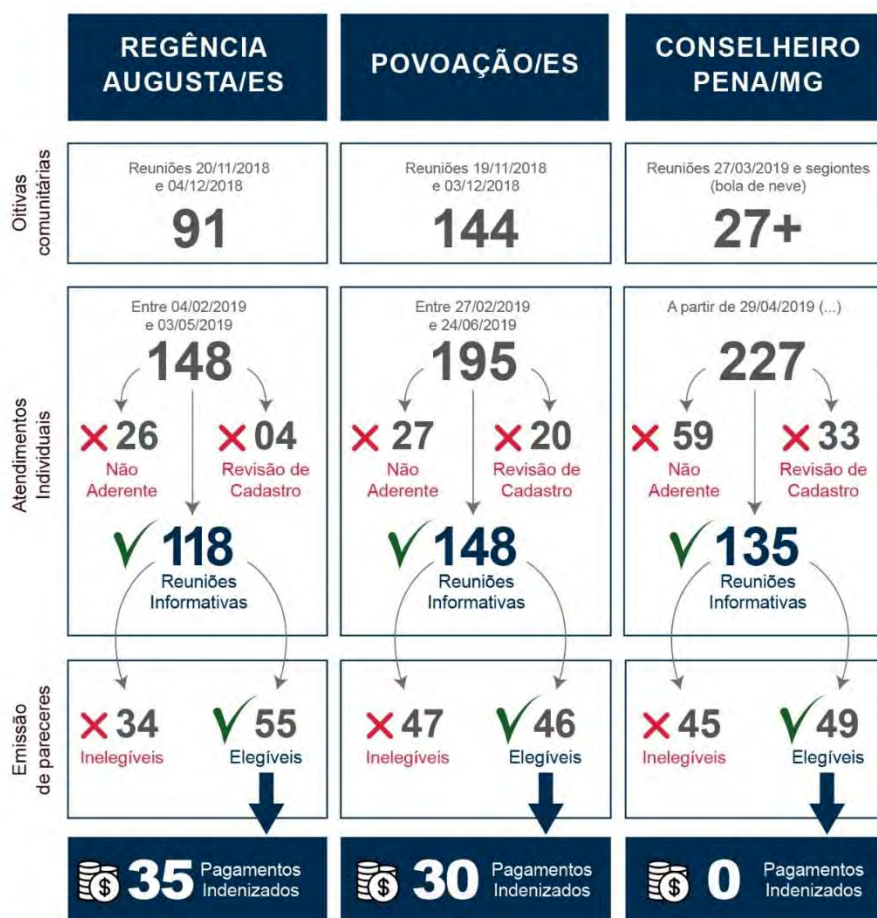 REGÊNCIA
AUGUSTA/ES
POVOAÇÃO/ES
CONSELHEIRO
PENA/MG
Oitivas
comunitárias
Reuniões 20/11/2018
e 04/12/2018
91
Reuniões 19/11/2018
e 03/12/2018
144
Reuniões 27/03/2019 e segiontes
(bola de neve)
27+
Atendimentos
Individuais
Entre 04/02/2019
e 03/05/2019
148
26
Não
Aderente
04
Revisão de
Cadastro
118
Reuniões
Informativas
Entre 27/02/2019
e 24/06/2019
195
27
Não
Aderente
20
Revisão de
Cadastro
148
Reuniões
Informativas
A partir de 29/04/2019 (...)
227
59
Não
Aderente
33
Revisão de
Cadastro
135
Reuniões
Informativas
Emissão
de pareceres
34
Inelegíveis
55
Elegíveis
47
Inelegíveis
46
Elegíveis
45
Inelegíveis
49
Elegíveis
$ 35 Pagamentos
Indenizados
$ 30 Pagamentos
Indenizados
$ 0 Pagamentos
Indenizados